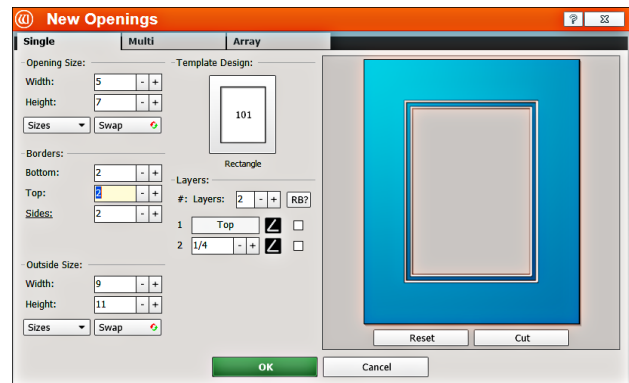 New Openings
? ✕
Single Multi Array
Opening Size:
Width: 5 - +
Height: 7 - +
Sizes Swap
Borders:
Bottom: 2 - +
Top: 2 - +
Sides: 2 - +
Outside Size:
Width: 9 - +
Height: 11 - +
Sizes Swap
Template Design:
101
Rectangle
Layers:
#: Layers: 2 - + RB?
1 Top
2 1/4 - +
Reset Cut
OK Cancel